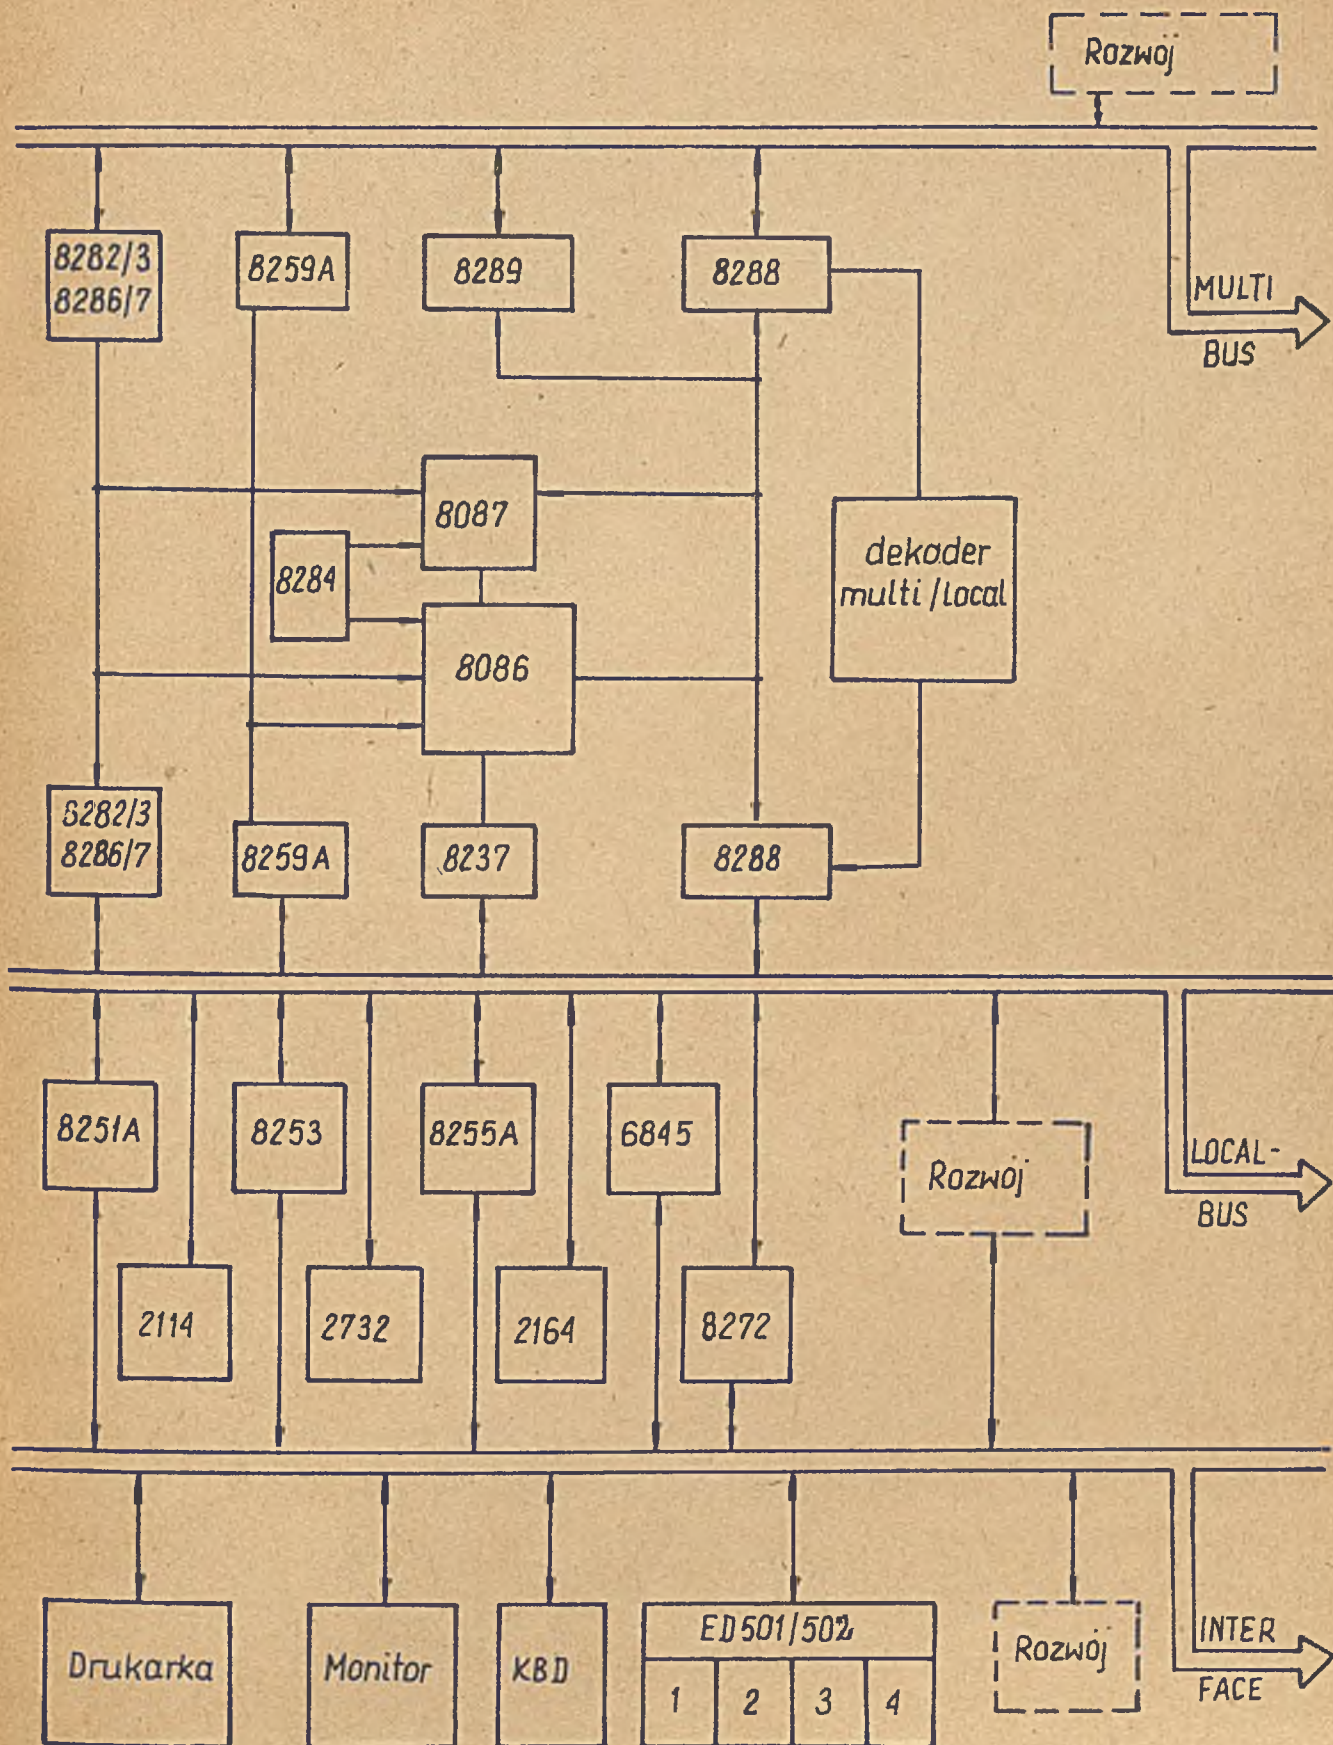 Rozwój
8282/3
8286/7
8259A
8289
8288
MULTI
BUS
8087
8284
dekader
multi/local
8086
8282/3
8286/7
8259A
8237
8288
8251A
8253
8255A
6845
Rozwój
LOCAL-
BUS
2114
2732
2164
8272
Drukarka
Monitor
KBD
ED501/502
1 2 3 4
Rozwój
INTER
FACE